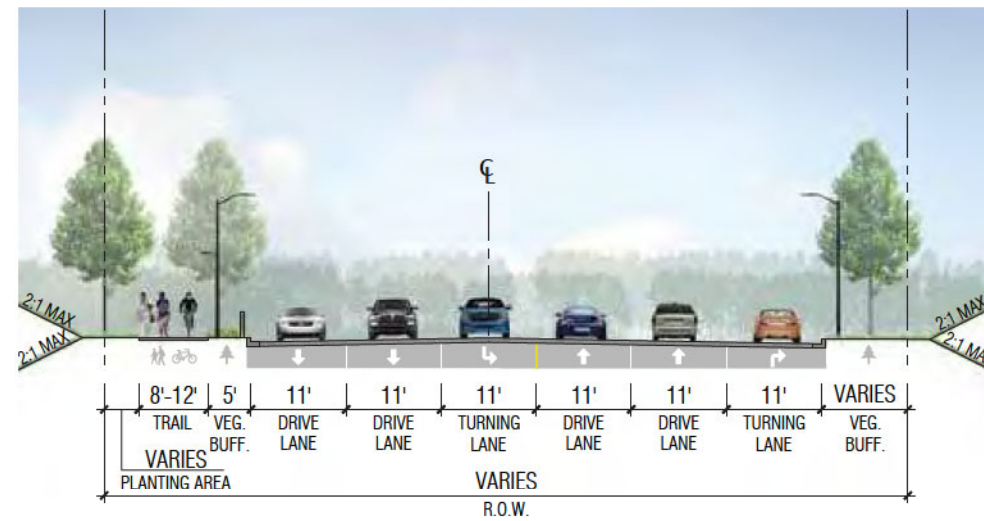 ℄
2:1 MAX
2:1 MAX
2:1 MAX
2:1 MAX
8'-12' 5' 11' 11' 11' 11' 11' 11' VARIES
TRAIL VEG. DRIVE DRIVE TURNING DRIVE DRIVE TURNING VEG.
BUFF. LANE LANE LANE LANE LANE LANE BUFF.
VARIES
PLANTING AREA
VARIES
R.O.W.